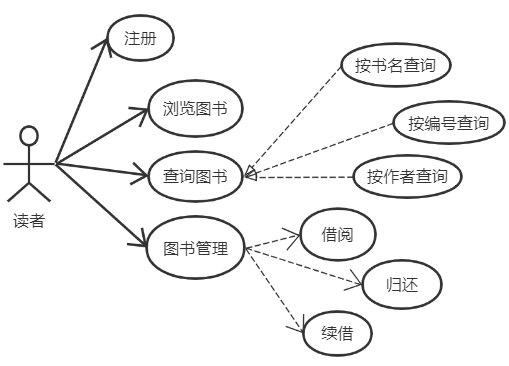 注册
按书名查询
浏览图书
按编号查询
查询图书
按作者查询
读者
图书管理
借阅
归还
续借